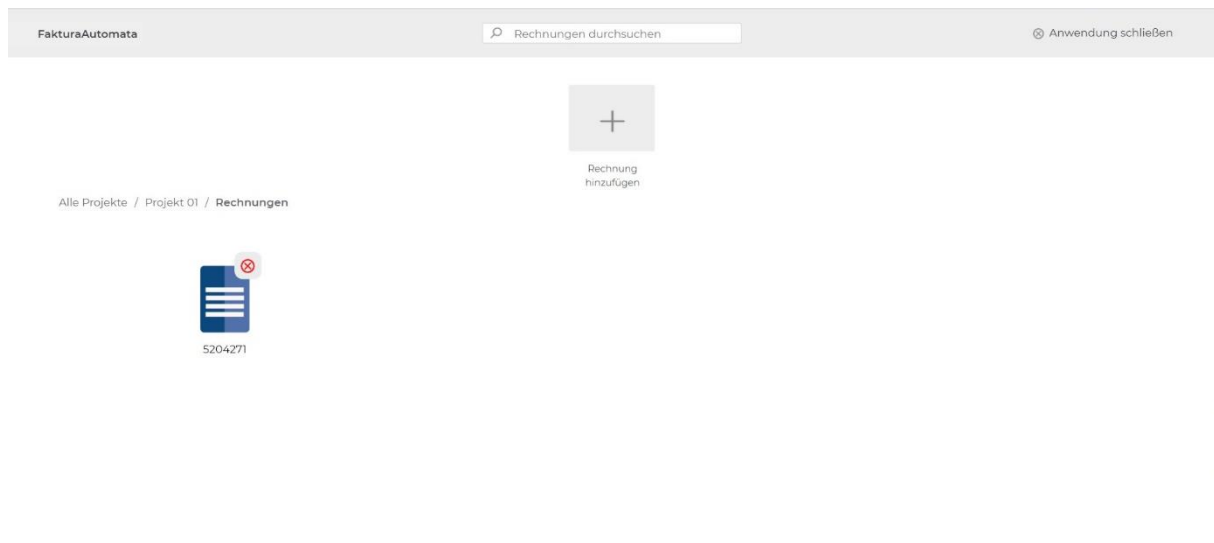 FakturaAutomata
Rechnungen durchsuchen
Anwendung schließen
Rechnung
hinzufügen
Alle Projekte / Projekt 01 / Rechnungen
5204271